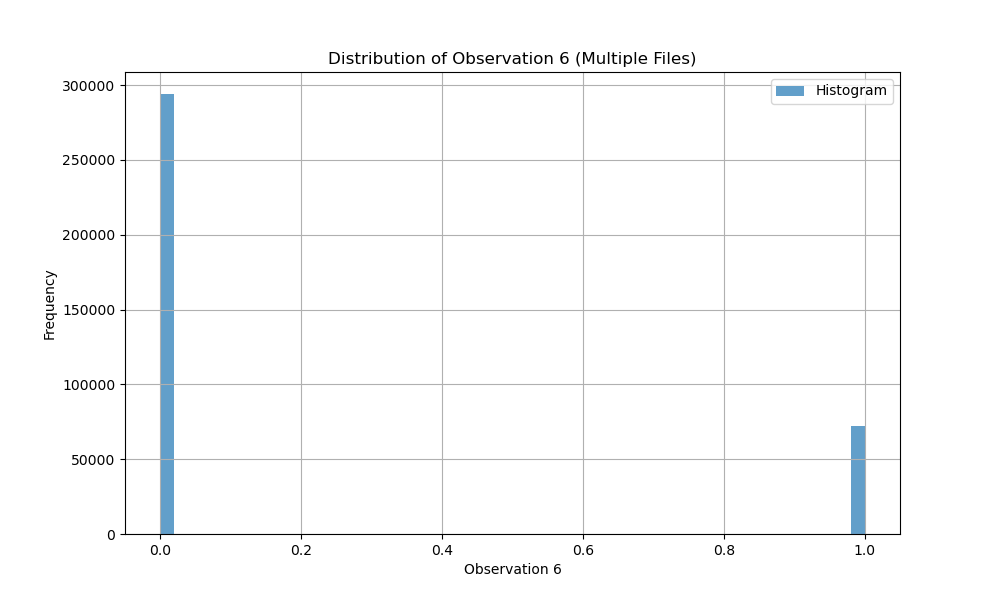 Distribution of Observation 6 (Multiple Files)
Histogram
300000
250000
200000
150000
100000
50000
0
Frequency
0.0 0.2 0.4 0.6 0.8 1.0
Observation 6